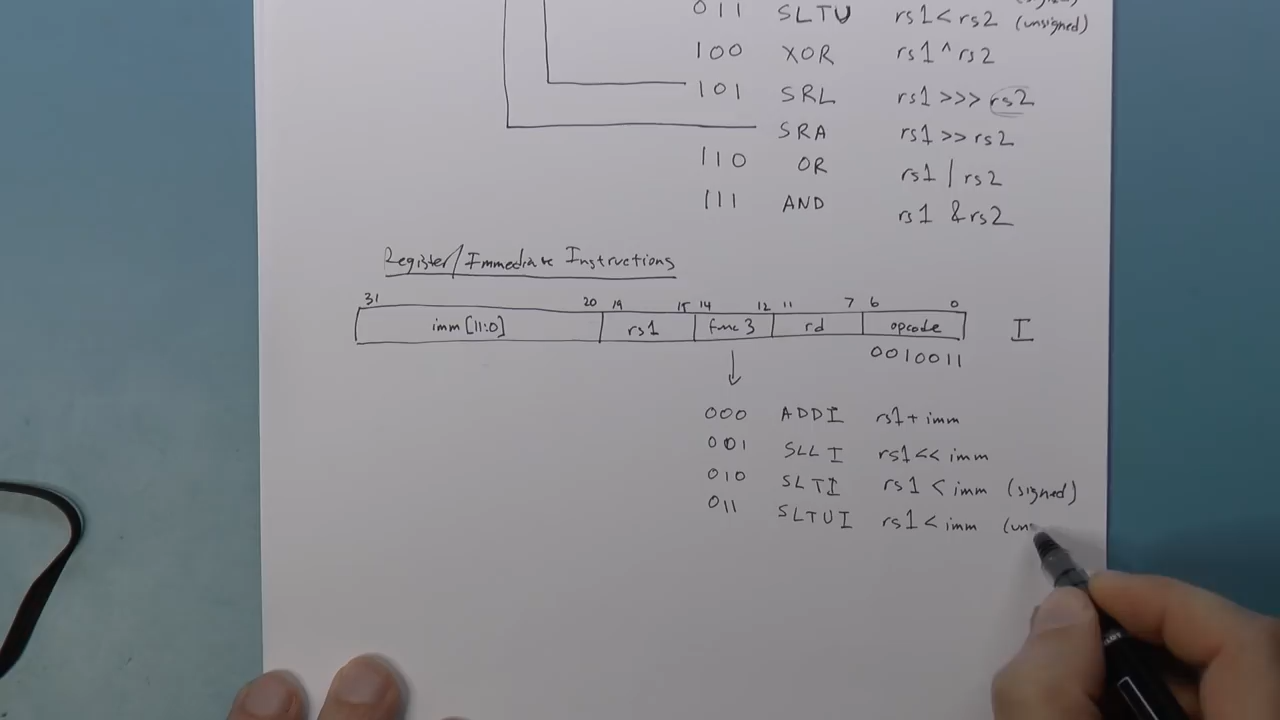 011 SLTU rs1 < rs2 (unsigned)
100 XOR rs1 ^ rs2
101 SRL rs1 >>> rs2
SRA rs1 >> rs2
110 OR rs1 | rs2
111 AND rs1 & rs2
Register/Immediate Instructions
31 20 19 15 14 12 11 7 6 0
imm [11:0] rs1 func 3 rd opcode I
0010011
000 ADDI rs1 + imm
001 SLLI rs1 << imm
010 SLTI rs1 < imm (signed)
011 SLTUI rs1 < imm (un